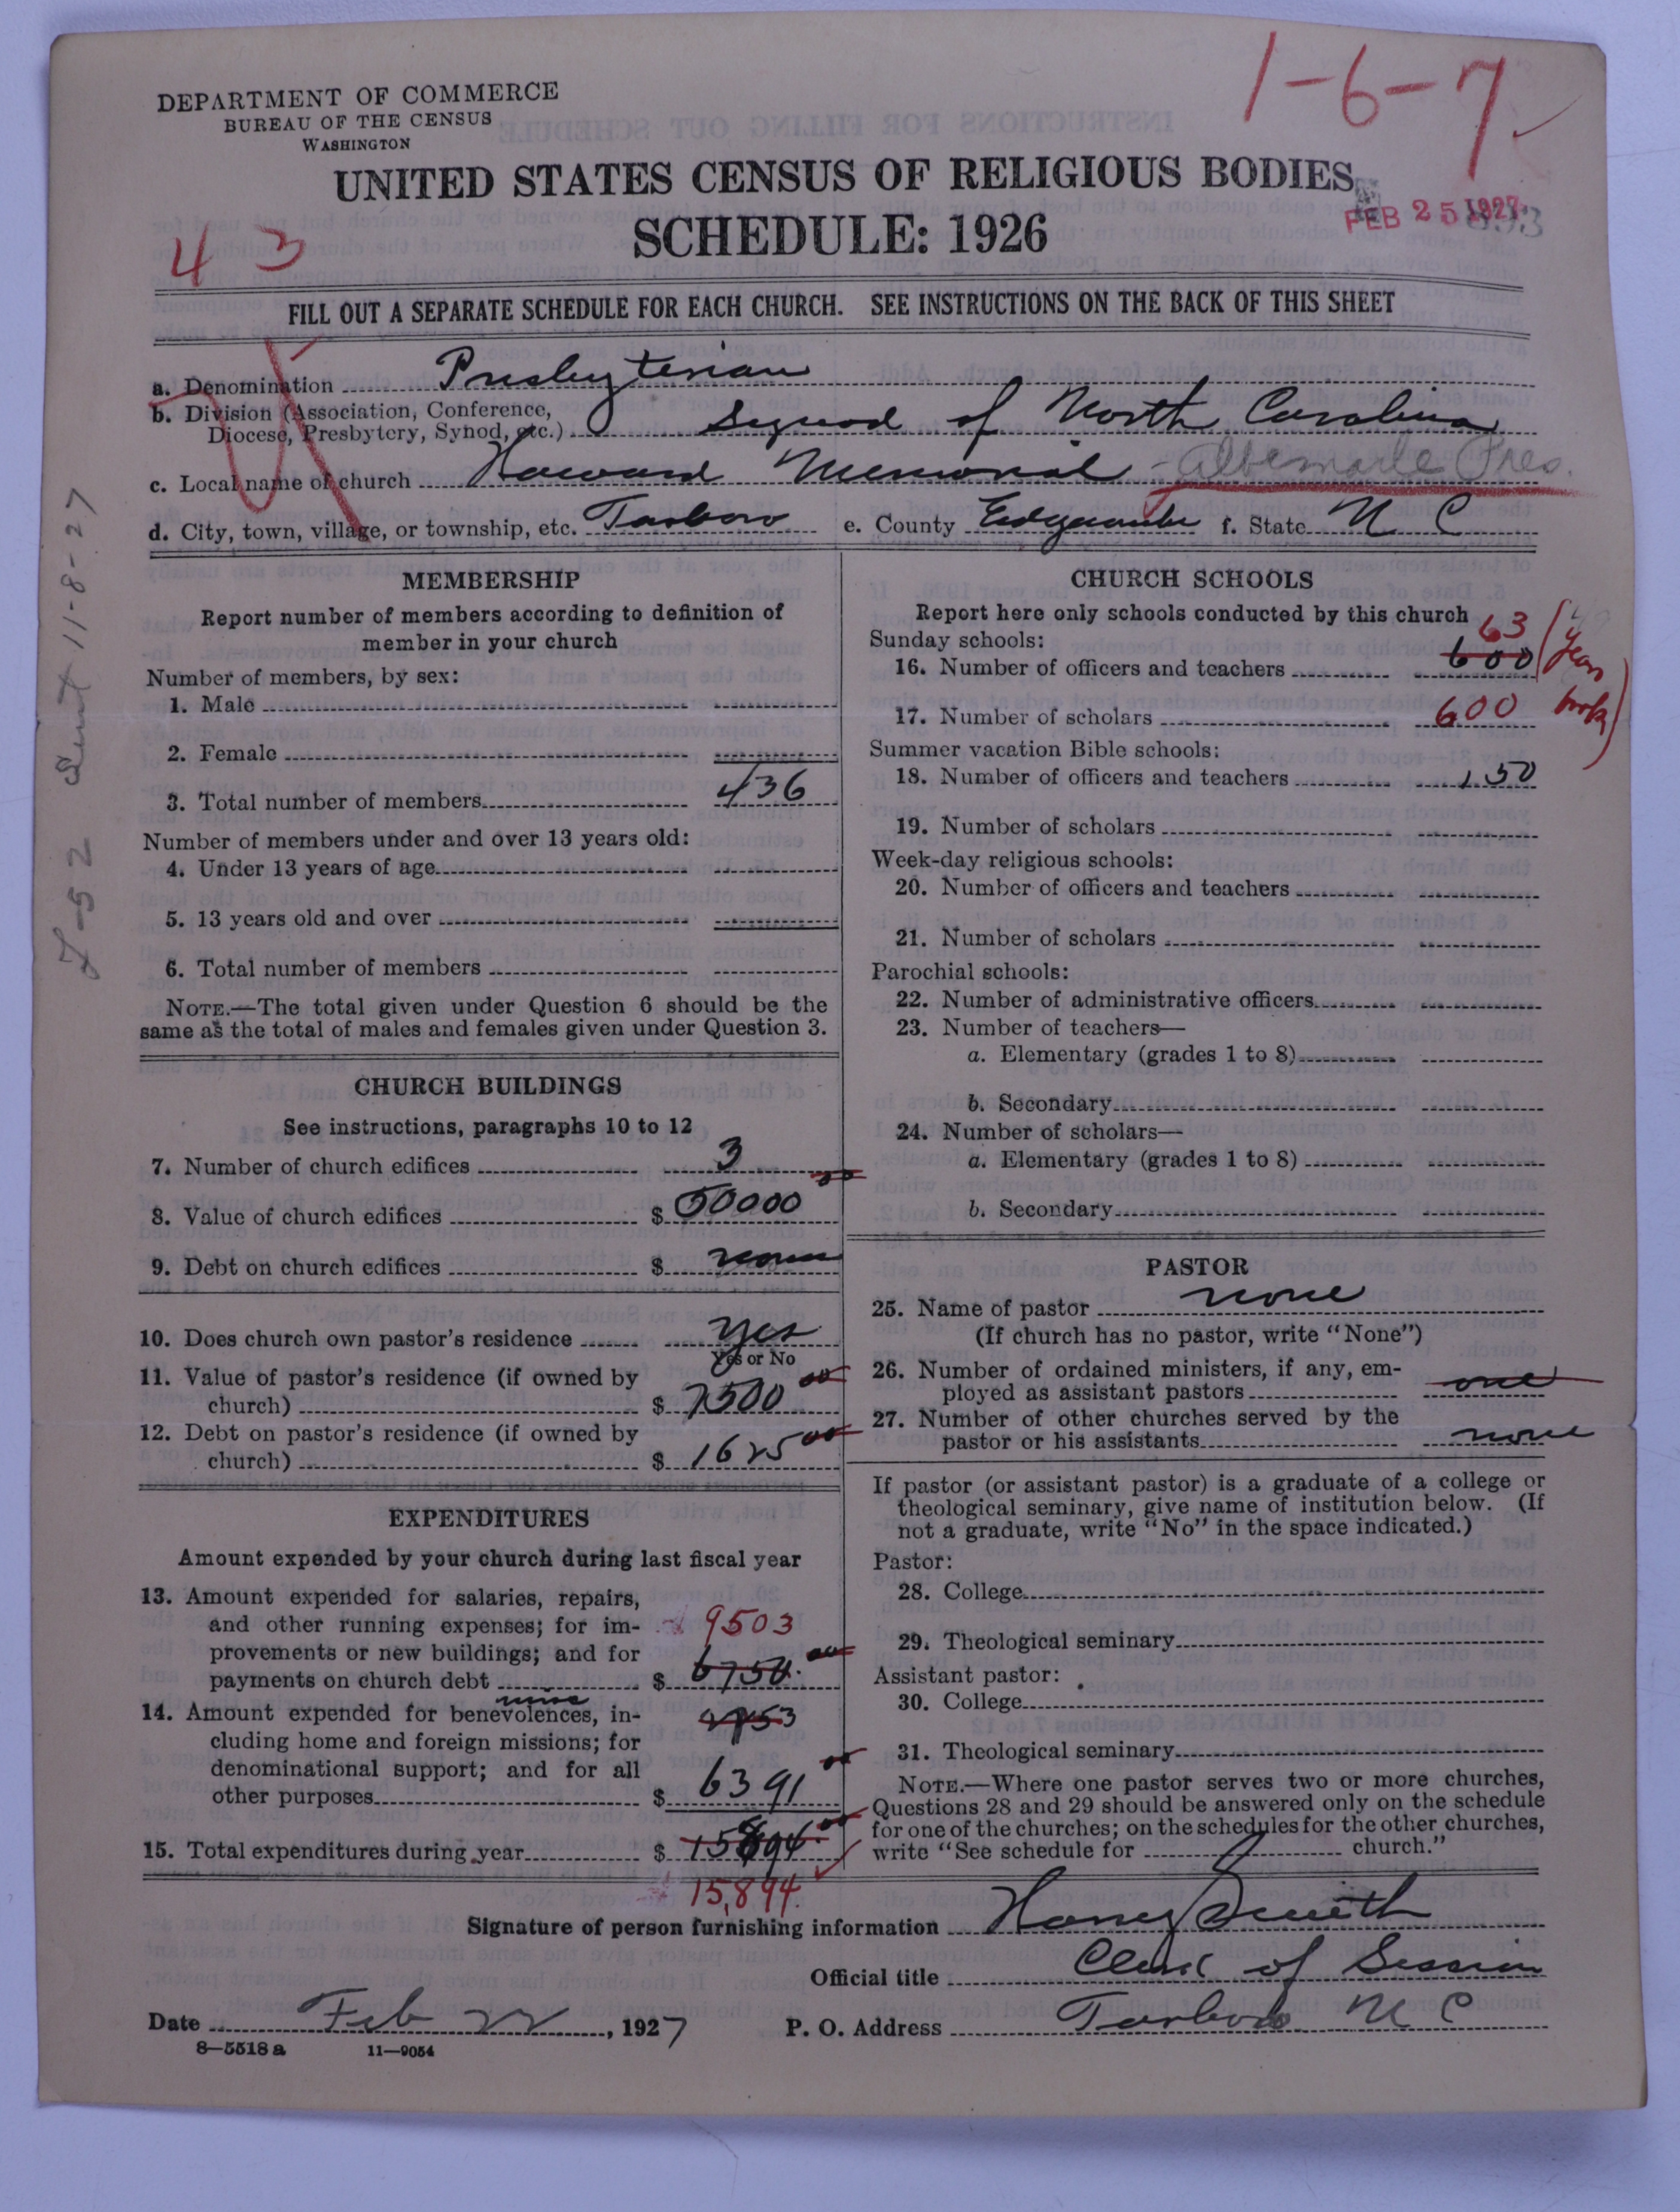 1-6-7
DEPARTMENT OF COMMERCE
BUREAU OF THE CENSUS
WASHINGTON
UNITED STATES CENSUS OF RELIGIOUS BODIES
SCHEDULE: 1926
FEB 25 1927
43
FILL OUT A SEPARATE SCHEDULE FOR EACH CHURCH. SEE INSTRUCTIONS ON THE BACK OF THIS SHEET
a. Denomination Presbyterian
b. Division (Association, Conference,
Diocese, Presbytery, Synod, etc.) Synod of North Carolina
c. Local name of church Howard Memorial - Albemarle Pres.
d. City, town, village, or township, etc. Tarboro e. County Edgecombe f. State N C
11-8-27
MEMBERSHIP
Report number of members according to definition of
member in your church
Number of members, by sex:
1. Male
2. Female
3. Total number of members 436
Number of members under and over 13 years old:
4. Under 13 years of age
5. 13 years old and over
6. Total number of members
NOTE.—The total given under Question 6 should be the
same as the total of males and females given under Question 3.
CHURCH BUILDINGS
See instructions, paragraphs 10 to 12
7. Number of church edifices 3
8. Value of church edifices $ 50000 00
9. Debt on church edifices $ none
10. Does church own pastor's residence yes
Yes or No
11. Value of pastor's residence (if owned by
church) $ 7500 00
12. Debt on pastor's residence (if owned by
church) $ 1625 00
EXPENDITURES
Amount expended by your church during last fiscal year
13. Amount expended for salaries, repairs,
and other running expenses; for im- 9503
provements or new buildings; and for
payments on church debt $ 6750. 00
14. Amount expended for benevolences, in-
cluding home and foreign missions; for
denominational support; and for all
other purposes $ 6391 00
15. Total expenditures during year $
15,894.
CHURCH SCHOOLS
Report here only schools conducted by this church
Sunday schools: 63
16. Number of officers and teachers 600 (year
17. Number of scholars 600 book)
Summer vacation Bible schools:
18. Number of officers and teachers 150
19. Number of scholars
Week-day religious schools:
20. Number of officers and teachers
21. Number of scholars
Parochial schools:
22. Number of administrative officers
23. Number of teachers—
a. Elementary (grades 1 to 8)
b. Secondary
24. Number of scholars—
a. Elementary (grades 1 to 8)
b. Secondary
PASTOR
25. Name of pastor none
(If church has no pastor, write "None")
26. Number of ordained ministers, if any, em-
ployed as assistant pastors one
27. Number of other churches served by the
pastor or his assistants none
If pastor (or assistant pastor) is a graduate of a college or
theological seminary, give name of institution below. (If
not a graduate, write "No" in the space indicated.)
Pastor:
28. College
29. Theological seminary
Assistant pastor:
30. College
31. Theological seminary
NOTE.—Where one pastor serves two or more churches,
Questions 28 and 29 should be answered only on the schedule
for one of the churches; on the schedules for the other churches,
write "See schedule for church."
Signature of person furnishing information Harry Smith
Official title Clerk of Session
Date Feb 22, 1927 P. O. Address Tarboro N C
8—5518 a 11—9054